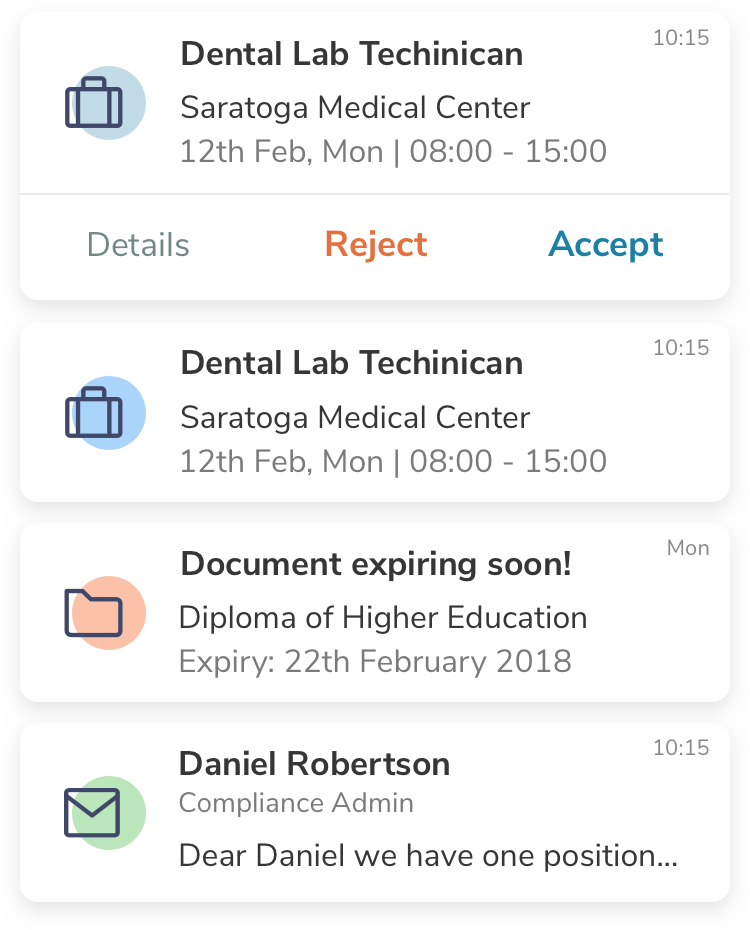 Dental Lab Techinican
10:15
Saratoga Medical Center
12th Feb, Mon | 08:00 - 15:00
Details
Reject
Accept
Dental Lab Techinican
10:15
Saratoga Medical Center
12th Feb, Mon | 08:00 - 15:00
Document expiring soon!
Mon
Diploma of Higher Education
Expiry: 22th February 2018
Daniel Robertson
10:15
Compliance Admin
Dear Daniel we have one position...